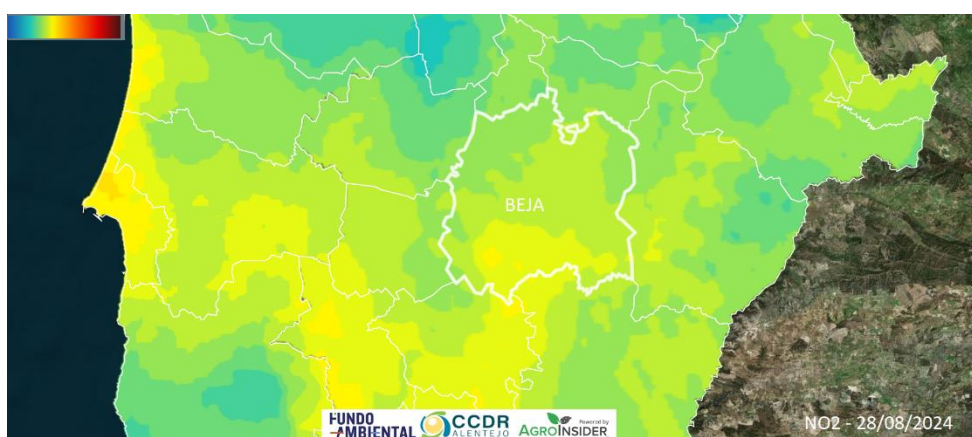 BEJA
FUNDO
AMBIENTAL
CCDR
ALENTEJO
Powered by
AGROINSIDER
NO2 - 28/08/2024